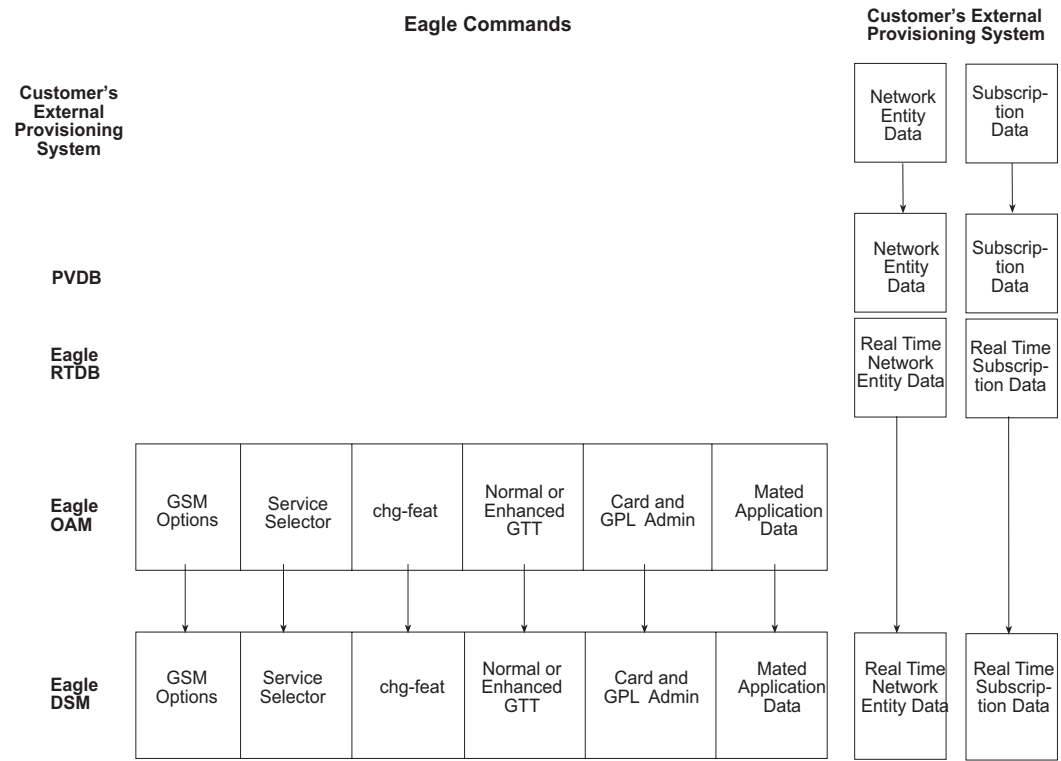 Eagle Commands
Customer's External
Provisioning System
Customer's
External
Provisioning
System
Network
Entity
Data
Subscrip-
tion
Data
PVDB
Network
Entity
Data
Subscrip-
tion
Data
Eagle
RTDB
Real Time
Network
Entity Data
Real Time
Subscrip-
tion Data
Eagle
OAM
GSM
Options
Service
Selector
chg-feat
Normal or
Enhanced
GTT
Card and
GPL Admin
Mated
Application
Data
Eagle
DSM
GSM
Options
Service
Selector
chg-feat
Normal or
Enhanced
GTT
Card and
GPL Admin
Mated
Application
Data
Real Time
Network
Entity Data
Real Time
Subscrip-
tion Data